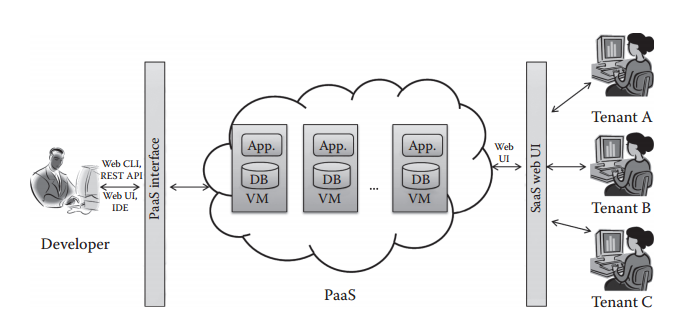 Developer
Web CLI,
REST API
Web UI,
IDE
PaaS interface
App.
DB
VM
App.
DB
VM
...
App.
DB
VM
PaaS
Web
UI
SaaS web UI
Tenant A
Tenant B
Tenant C